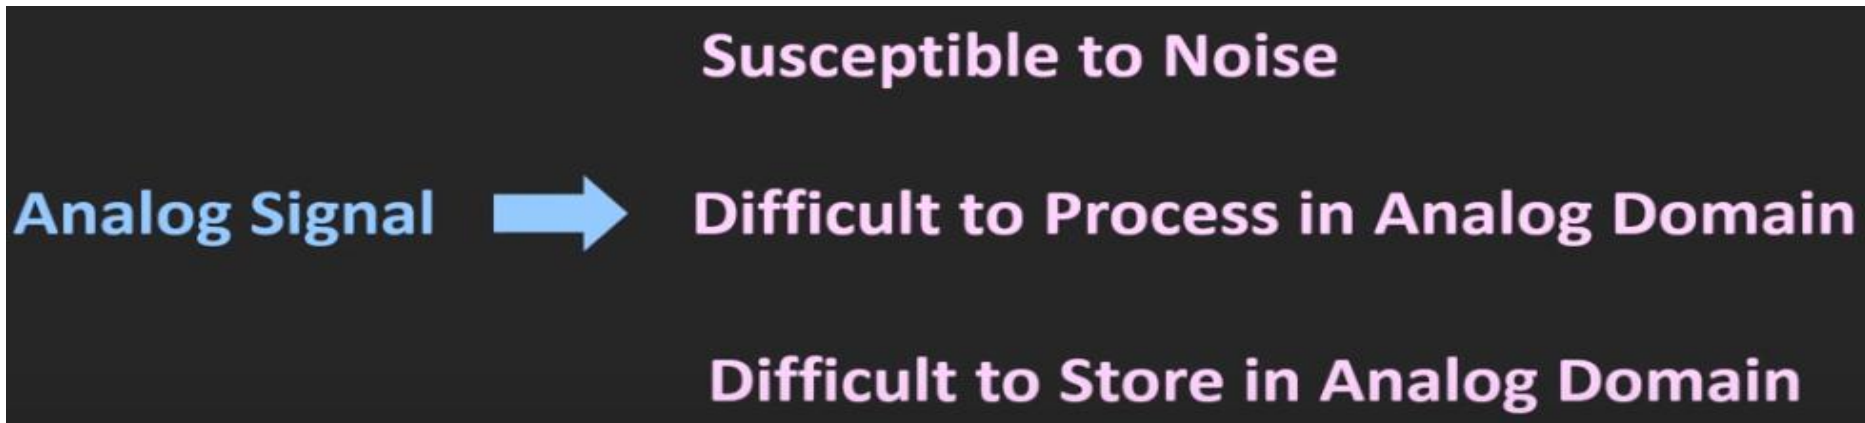 Susceptible to Noise
Analog Signal Difficult to Process in Analog Domain
Difficult to Store in Analog Domain